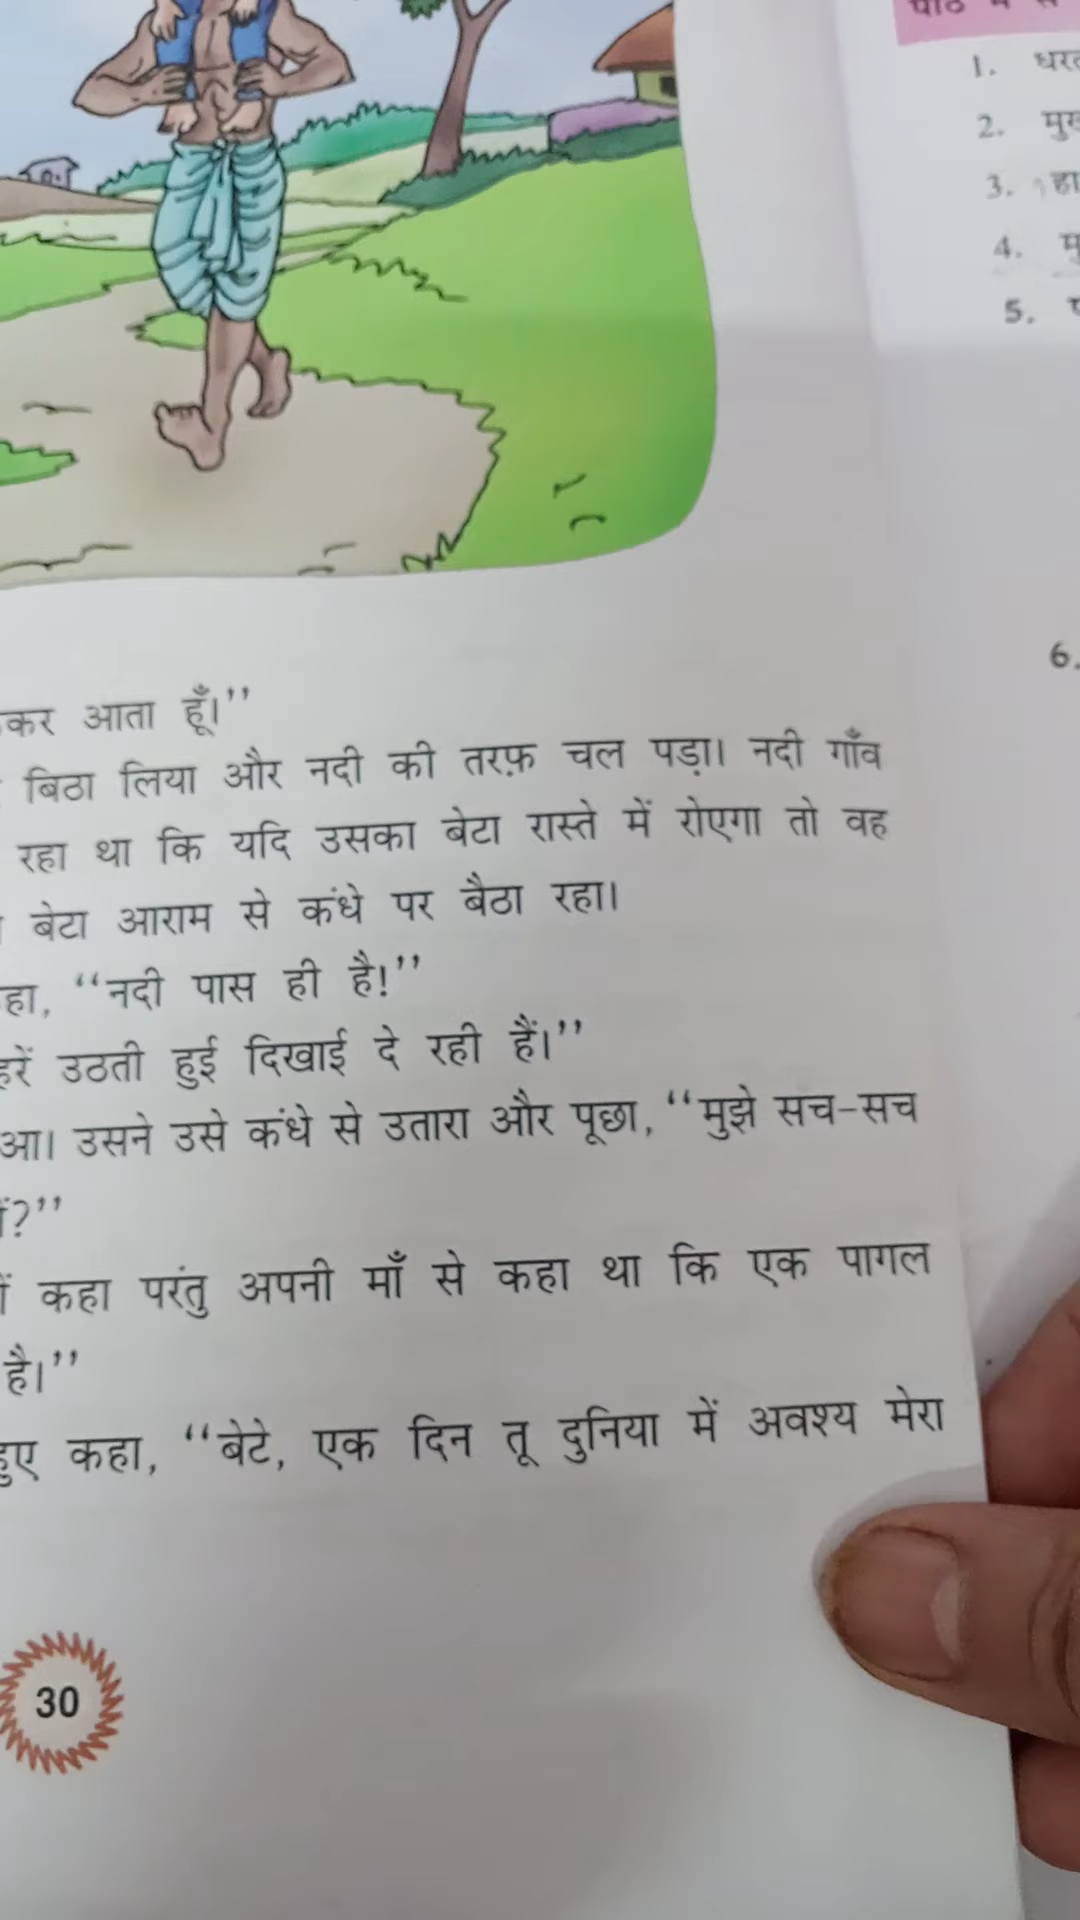 कर आता हूँ।''
बिठा लिया और नदी की तरफ़ चल पड़ा। नदी गाँव
रहा था कि यदि उसका बेटा रास्ते में रोएगा तो वह
बेटा आराम से कंधे पर बैठा रहा।
हा, ''नदी पास ही है!''
उठती हुई दिखाई दे रही हैं।''
आ। उसने उसे कंधे से उतारा और पूछा, ''मुझे सच-सच
?''
कहा परंतु अपनी माँ से कहा था कि एक पागल
है।''
हुए कहा, ''बेटे, एक दिन तू दुनिया में अवश्य मेरा
30
1.
2.
3.
4.
5.
6.